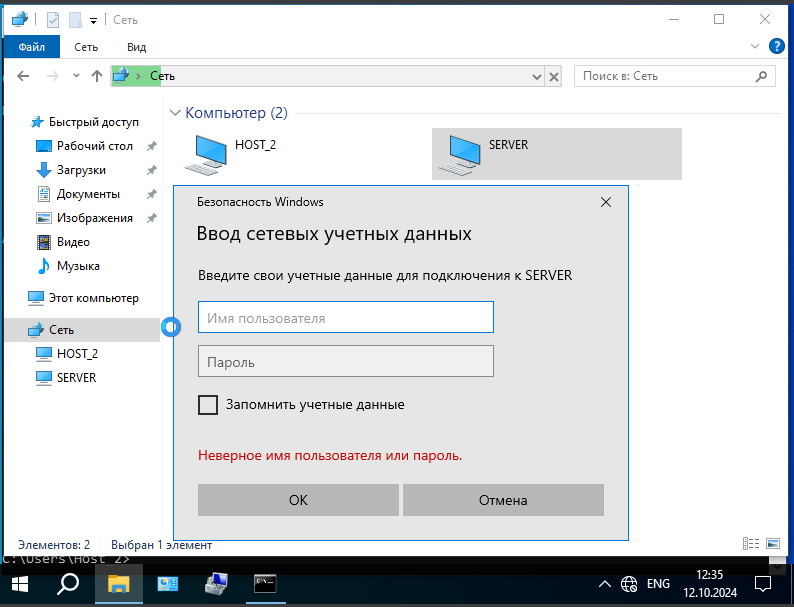 Сеть
Файл
Сеть
Вид
Сеть
Поиск в: Сеть
Быстрый доступ
Рабочий стол
Загрузки
Документы
Изображения
Видео
Музыка
Этот компьютер
Сеть
HOST_2
SERVER
Компьютер (2)
HOST_2
SERVER
Безопасность Windows
Ввод сетевых учетных данных
Введите свои учетные данные для подключения к SERVER
Имя пользователя
Пароль
Запомнить учетные данные
Неверное имя пользователя или пароль.
ОК
Отмена
Элементов: 2 Выбран 1 элемент
C:\Users\Host_2>
ENG
12:35
12.10.2024